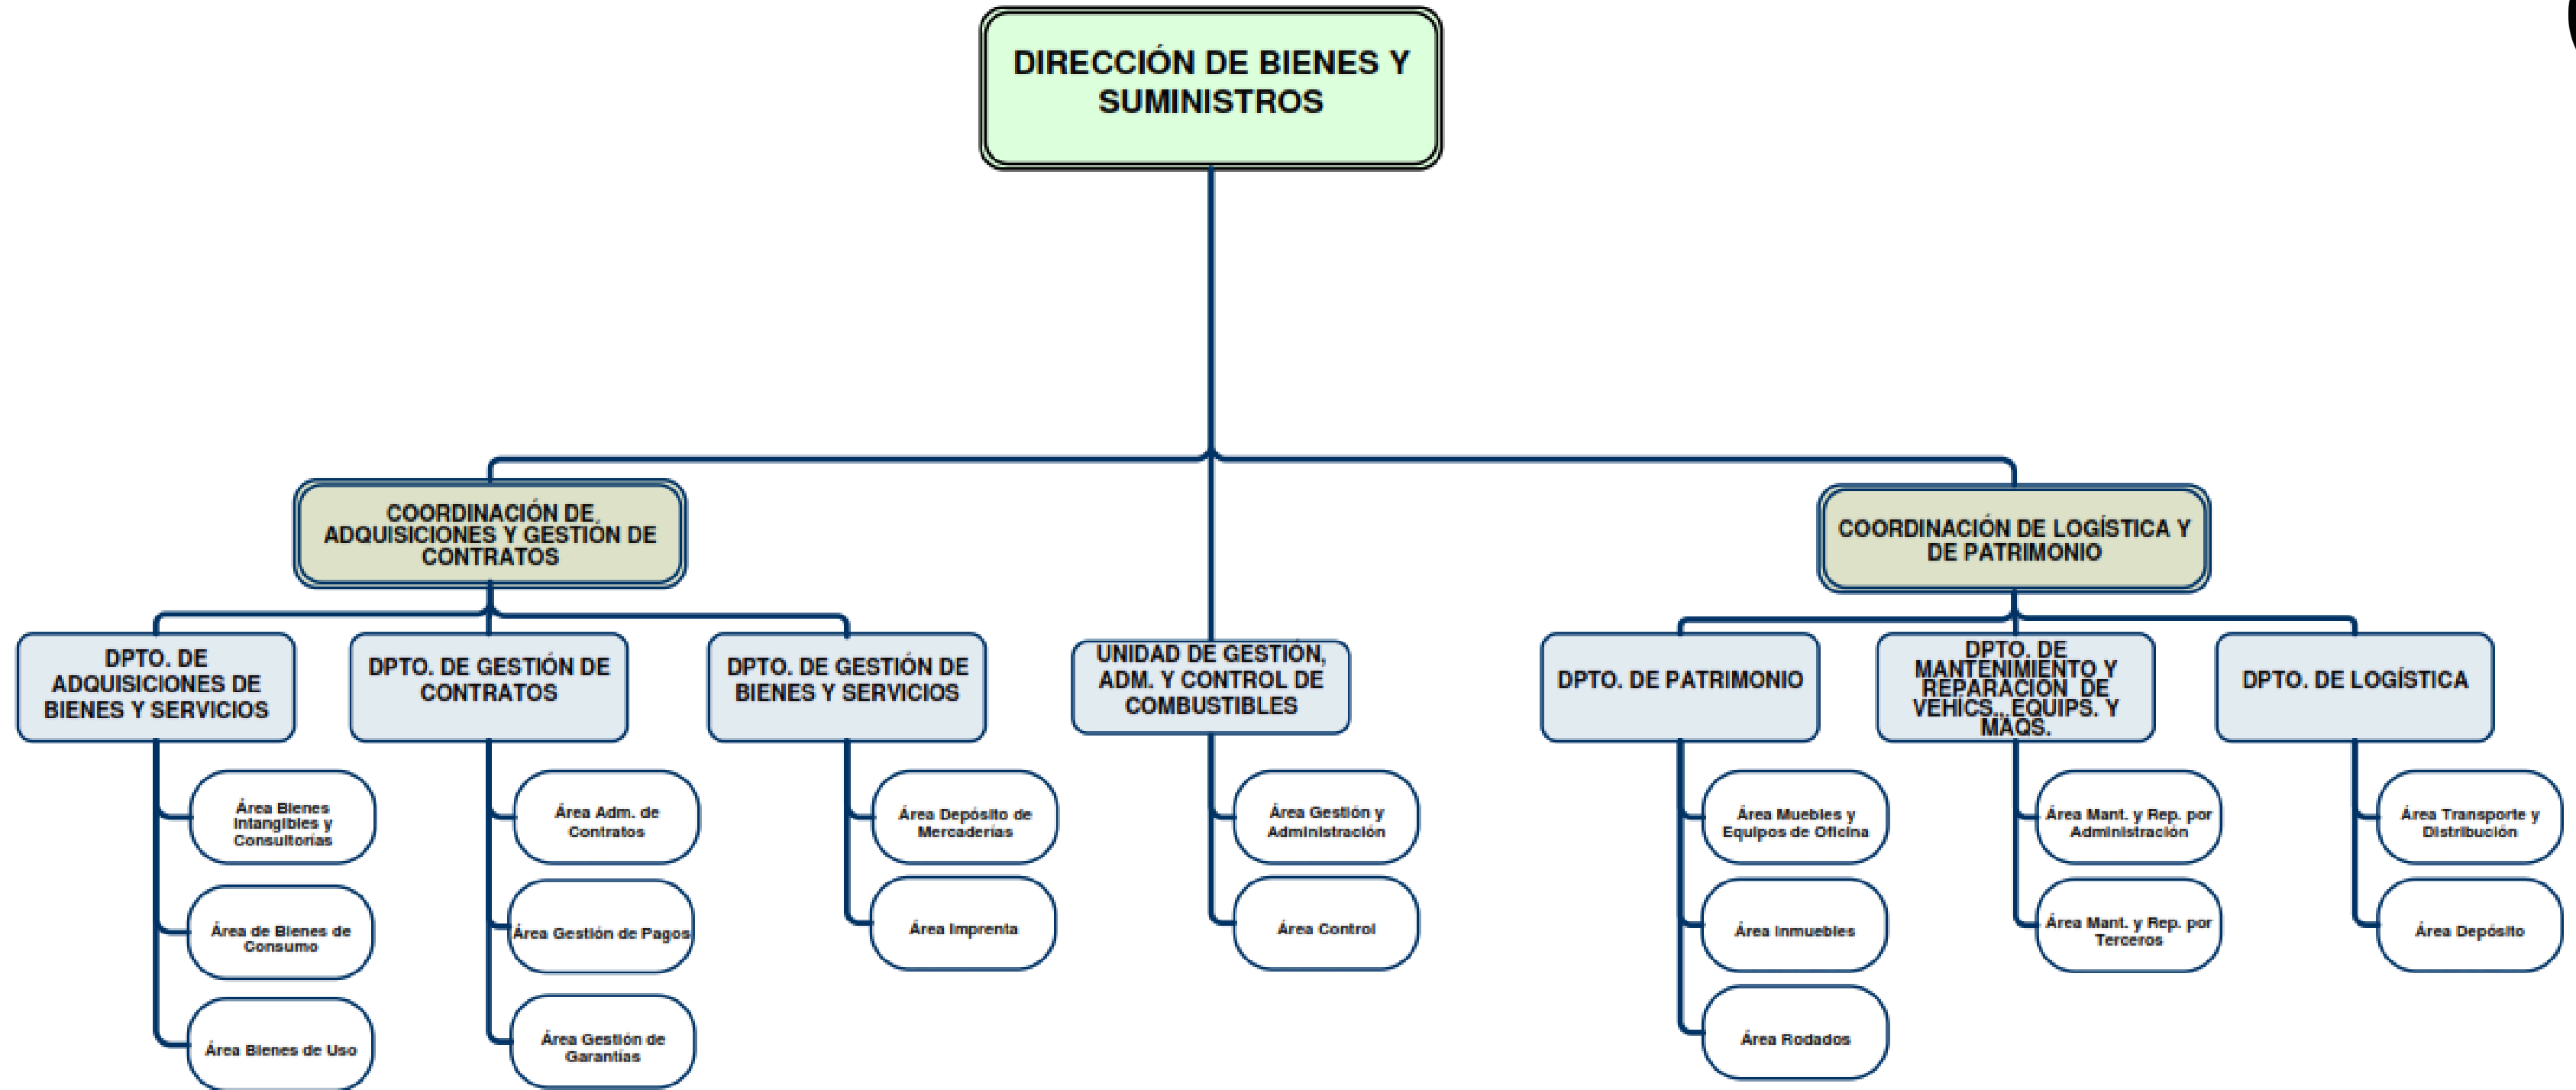 DIRECCIÓN DE BIENES Y
SUMINISTROS
COORDINACIÓN DE
ADQUISICIONES Y GESTIÓN DE
CONTRATOS
COORDINACIÓN DE LOGÍSTICA Y
DE PATRIMONIO
DPTO. DE
ADQUISICIONES DE
BIENES Y SERVICIOS
DPTO. DE GESTIÓN DE
CONTRATOS
DPTO. DE GESTIÓN DE
BIENES Y SERVICIOS
UNIDAD DE GESTIÓN,
ADM. Y CONTROL DE
COMBUSTIBLES
DPTO. DE PATRIMONIO
DPTO. DE
MANTENIMIENTO Y
REPARACIÓN DE
VEHÍCS., EQUIPS. Y
MÁQS.
DPTO. DE LOGÍSTICA
Área Bienes
Intangibles y
Consultorías
Área de Bienes de
Consumo
Área Bienes de Uso
Área Adm. de
Contratos
Área Gestión de Pagos
Área Gestión de
Garantías
Área Depósito de
Mercaderías
Área Imprenta
Área Gestión y
Administración
Área Control
Área Muebles y
Equipos de Oficina
Área Inmuebles
Área Rodados
Área Mant. y Rep. por
Administración
Área Mant. y Rep. por
Terceros
Área Transporte y
Distribución
Área Depósito